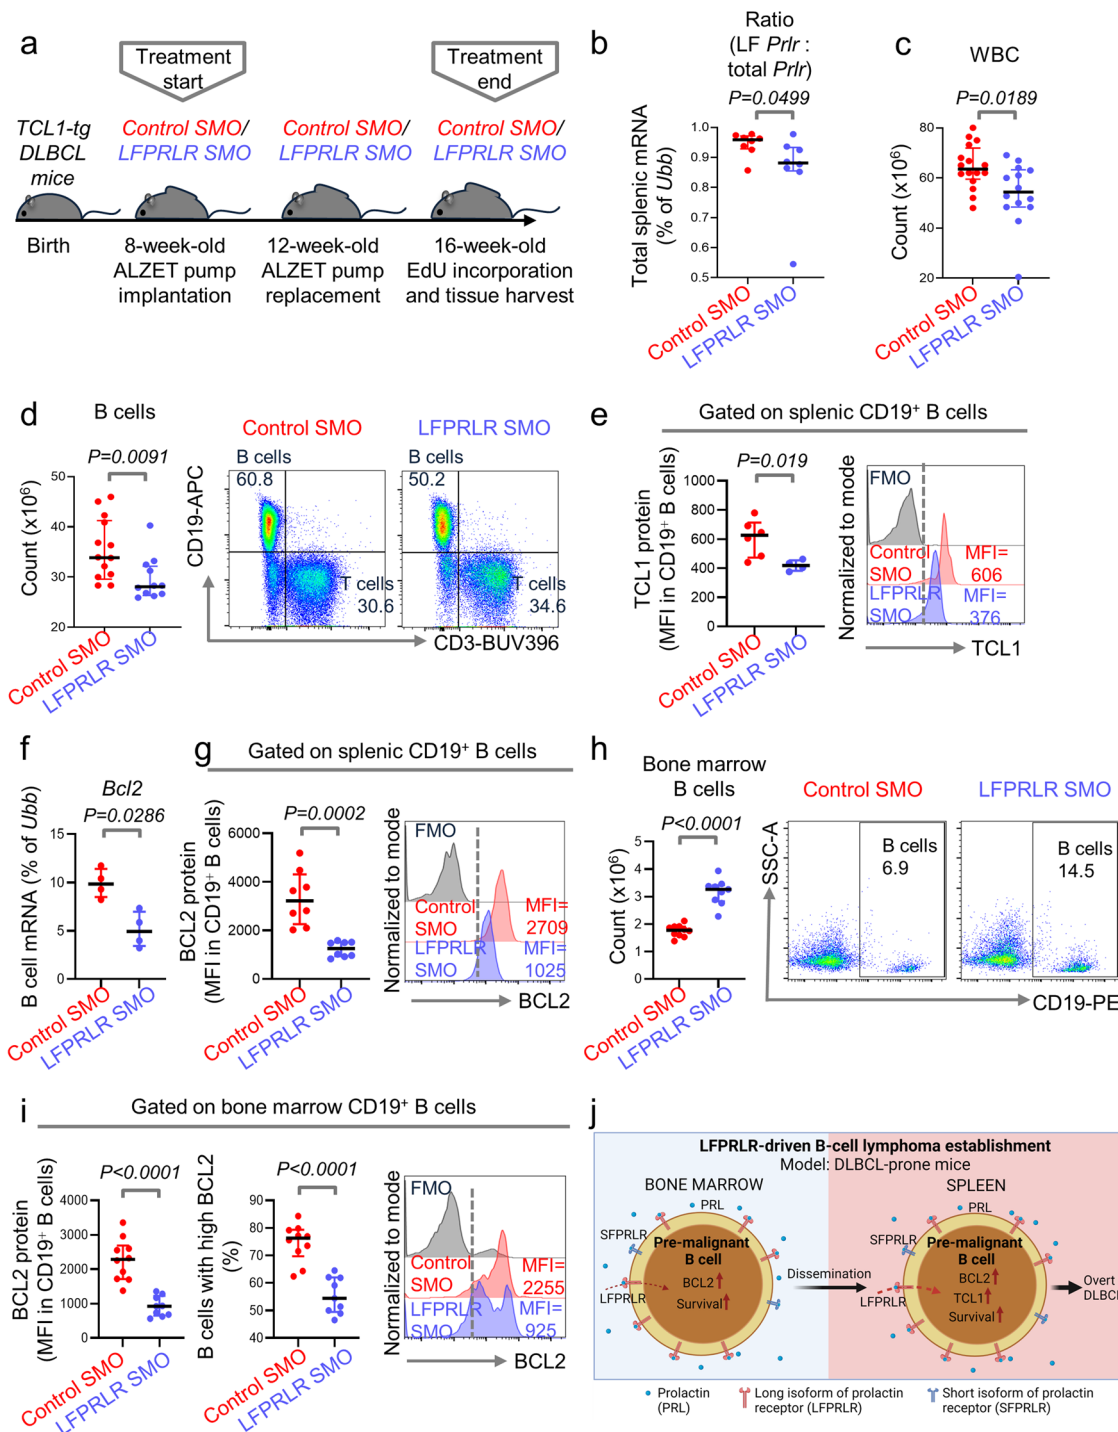 a
Treatment
start
Treatment
end
TCL1-tg
DLBCL
mice
Control SMO/
LFPRLR SMO
Control SMO/
LFPRLR SMO
Control SMO/
LFPRLR SMO
Birth
8-week-old
ALZET pump
implantation
12-week-old
ALZET pump
replacement
16-week-old
EdU incorporation
and tissue harvest
b
Ratio
(LF Prlr :
total Prlr)
P=0.0499
Total splenic mRNA
(% of Ubb)
1.0
0.9
0.8
0.7
0.6
0.5
Control SMO
LFPRLR SMO
c
WBC
P=0.0189
Count (x10⁶)
80
60
40
20
Control SMO
LFPRLR SMO
d
B cells
P=0.0091
Count (x10⁶)
50
40
30
20
Control SMO
LFPRLR SMO
Control SMO
LFPRLR SMO
B cells
60.8
B cells
50.2
T cells
30.6
T cells
34.6
CD19-APC
CD3-BUV396
e
Gated on splenic CD19⁺ B cells
P=0.019
TCL1 protein
(MFI in CD19⁺ B cells)
1000
800
600
400
200
0
Control SMO
LFPRLR SMO
Normalized to mode
FMO
Control
SMO
MFI=
606
LFPRLR
SMO
MFI=
376
TCL1
f
Bcl2
P=0.0286
B cell mRNA (% of Ubb)
15
10
5
0
Control SMO
LFPRLR SMO
g
Gated on splenic CD19⁺ B cells
P=0.0002
BCL2 protein
(MFI in CD19⁺ B cells)
6000
4000
2000
0
Control SMO
LFPRLR SMO
Normalized to mode
FMO
Control
SMO
MFI=
2709
LFPRLR
SMO
MFI=
1025
BCL2
h
Bone marrow
B cells
P<0.0001
Count (x10⁶)
5
4
3
2
1
0
Control SMO
LFPRLR SMO
Control SMO
LFPRLR SMO
B cells
6.9
B cells
14.5
SSC-A
CD19-PE
i
Gated on bone marrow CD19⁺ B cells
P<0.0001
BCL2 protein
(MFI in CD19⁺ B cells)
4000
3000
2000
1000
0
Control SMO
LFPRLR SMO
P<0.0001
B cells with high BCL2
(%)
90
80
70
60
50
40
Control SMO
LFPRLR SMO
Normalized to mode
FMO
Control
SMO
MFI=
2255
LFPRLR
SMO
MFI=
925
BCL2
j
LFPRLR-driven B-cell lymphoma establishment
Model: DLBCL-prone mice
BONE MARROW
SPLEEN
PRL
SFPRLR
LFPRLR
Pre-malignant
B cell
BCL2
Survival
Dissemination
PRL
SFPRLR
LFPRLR
Pre-malignant
B cell
BCL2
TCL1
Survival
Overt
DLBCL
Prolactin
(PRL)
Long isoform of prolactin
receptor (LFPRLR)
Short isoform of prolactin
receptor (SFPRLR)